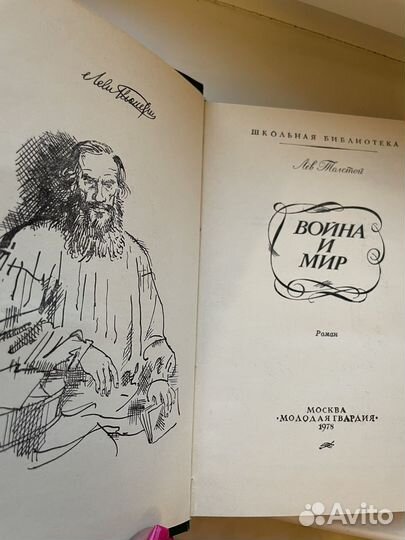 Лев Толстой
ШКОЛЬНАЯ БИБЛИОТЕКА
Лев Толстой
ВОЙНА
И
МИР
Роман
МОСКВА
«МОЛОДАЯ ГВАРДИЯ»
1978
Avito